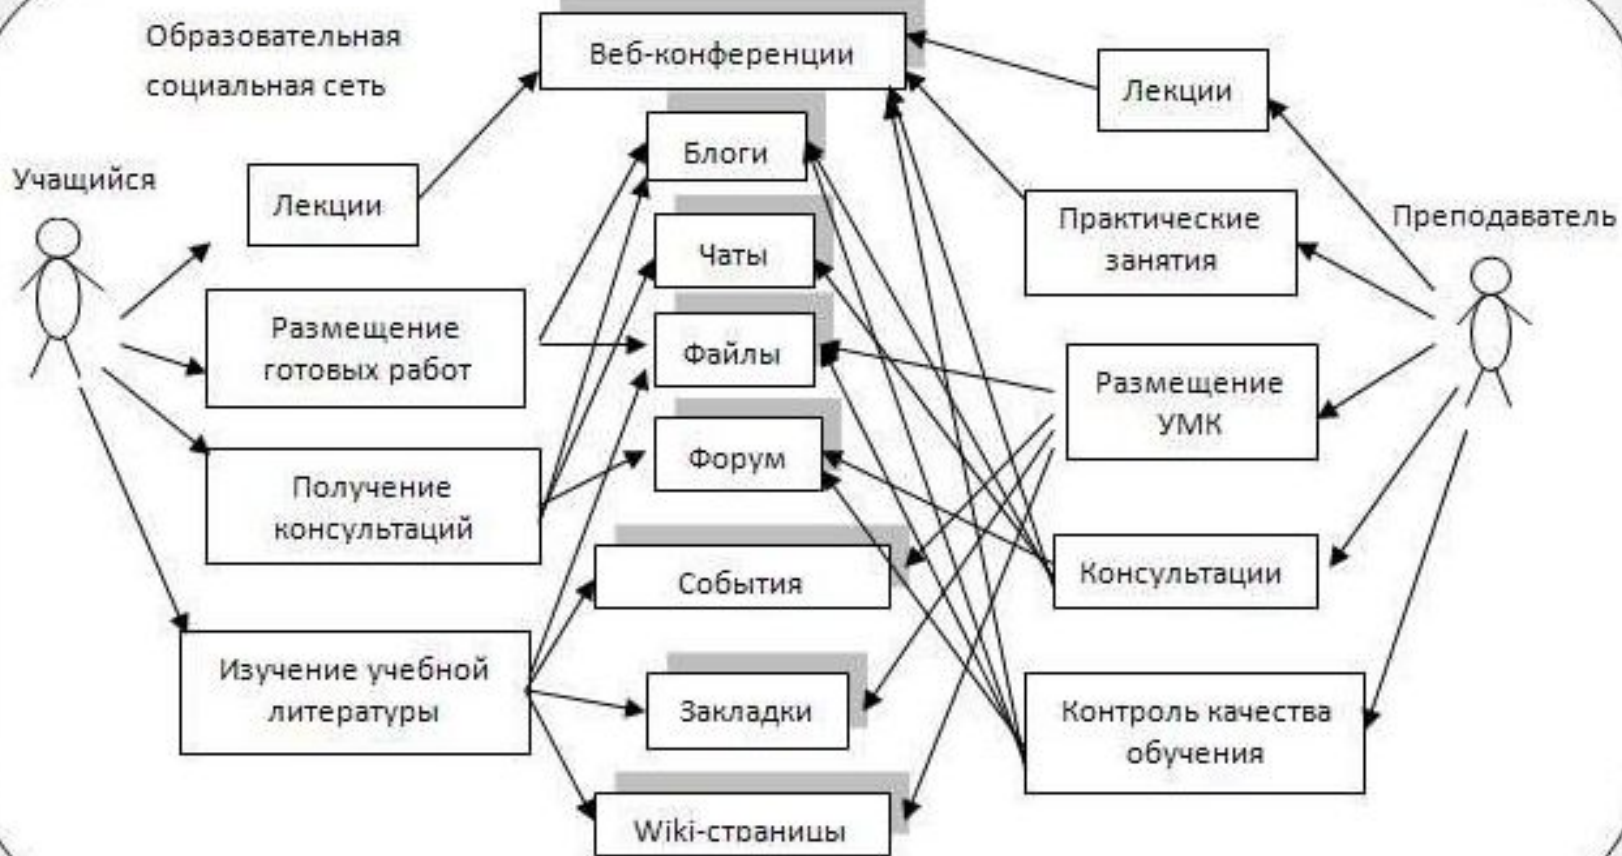 Образовательная
социальная сеть
Учащийся
Лекции
Размещение
готовых работ
Получение
консультаций
Изучение учебной
литературы
Веб-конференции
Блоги
Чаты
Файлы
Форум
События
Закладки
Wiki-страницы
Лекции
Практические
занятия
Размещение
УМК
Консультации
Контроль качества
обучения
Преподаватель